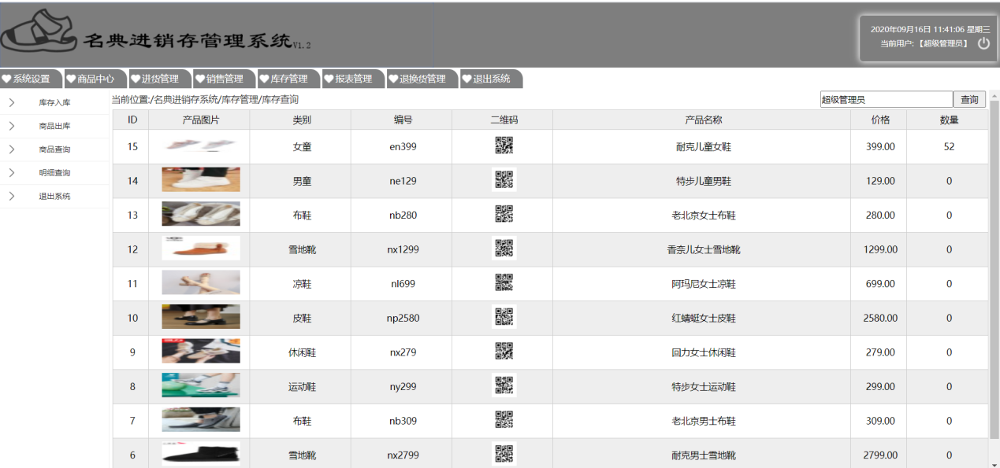 名典进销存管理系统V1.2
2020年09月16日 11:41:06 星期三
当前用户:【超级管理员】
系统设置 商品中心 进货管理 销售管理 库存管理 报表管理 退换货管理 退出系统
库存入库
商品出库
商品查询
明细查询
退出系统
当前位置:/名典进销存系统/库存管理/库存查询
超级管理员 查询
ID 产品图片 类别 编号 二维码 产品名称 价格 数量
15 女童 en399 耐克儿童女鞋 399.00 52
14 男童 ne129 特步儿童男鞋 129.00 0
13 布鞋 nb280 老北京女士布鞋 280.00 0
12 雪地靴 nx1299 香奈儿女士雪地靴 1299.00 0
11 凉鞋 nl699 阿玛尼女士凉鞋 699.00 0
10 皮鞋 np2580 红蜻蜓女士皮鞋 2580.00 0
9 休闲鞋 nx279 回力女士休闲鞋 279.00 0
8 运动鞋 ny299 特步女士运动鞋 299.00 0
7 布鞋 nb309 老北京男士布鞋 309.00 0
6 雪地靴 nx2799 耐克男士雪地靴 2799.00 0